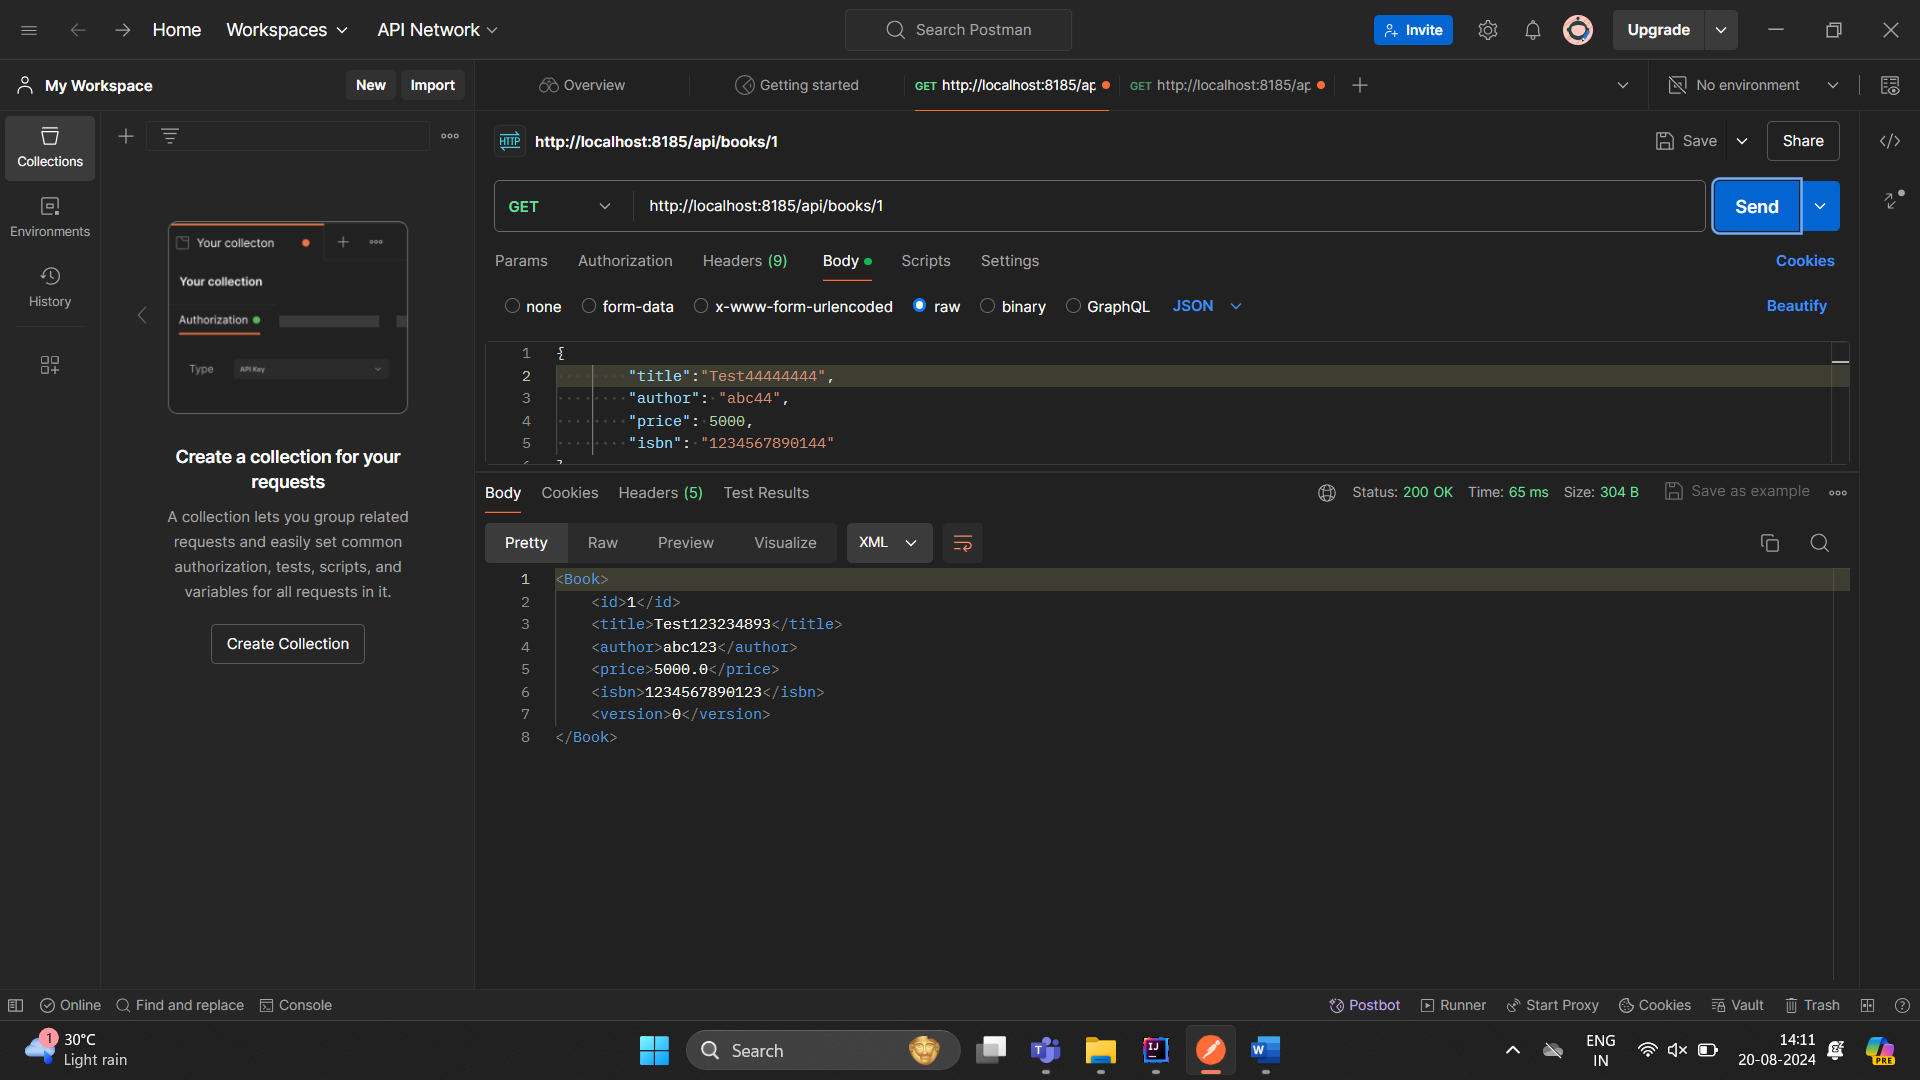 Home Workspaces API Network Search Postman Invite Upgrade
My Workspace New Import Overview Getting started GET http://localhost:8185/ap GET http://localhost:8185/ap No environment
Collections
Environments
History
Your collecton
Your collection
Authorization
Type API Key
Create a collection for your
requests
A collection lets you group related
requests and easily set common
authorization, tests, scripts, and
variables for all requests in it.
Create Collection
HTTP http://localhost:8185/api/books/1 Save Share
GET http://localhost:8185/api/books/1 Send
Params Authorization Headers (9) Body Scripts Settings Cookies
none form-data x-www-form-urlencoded raw binary GraphQL JSON Beautify
1 {
2 "title":"Test44444444",
3 "author": "abc44",
4 "price": 5000,
5 "isbn": "1234567890144"
Body Cookies Headers (5) Test Results Status: 200 OK Time: 65 ms Size: 304 B Save as example
Pretty Raw Preview Visualize XML
1 <Book>
2 <id>1</id>
3 <title>Test123234893</title>
4 <author>abc123</author>
5 <price>5000.0</price>
6 <isbn>1234567890123</isbn>
7 <version>0</version>
8 </Book>
Online Find and replace Console Postbot Runner Start Proxy Cookies Vault Trash
1 30°C
Light rain
Search
ENG
IN
14:11
20-08-2024
PRE